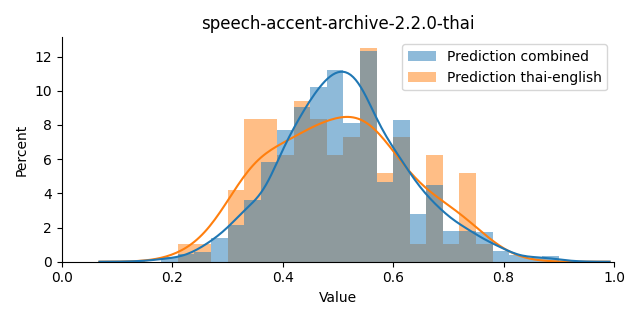 speech-accent-archive-2.2.0-thai
Prediction combined
Prediction thai-english
Percent
12
10
8
6
4
2
0
0.0 0.2 0.4 0.6 0.8 1.0
Value